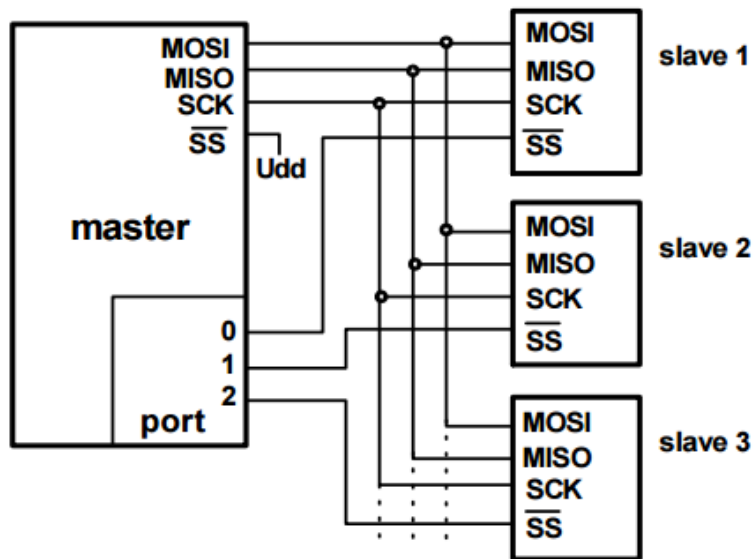 MOSI
MISO
SCK
SS
Udd
master
0
1
2
port
MOSI
MISO
SCK
SS
slave 1
MOSI
MISO
SCK
SS
slave 2
MOSI
MISO
SCK
SS
slave 3